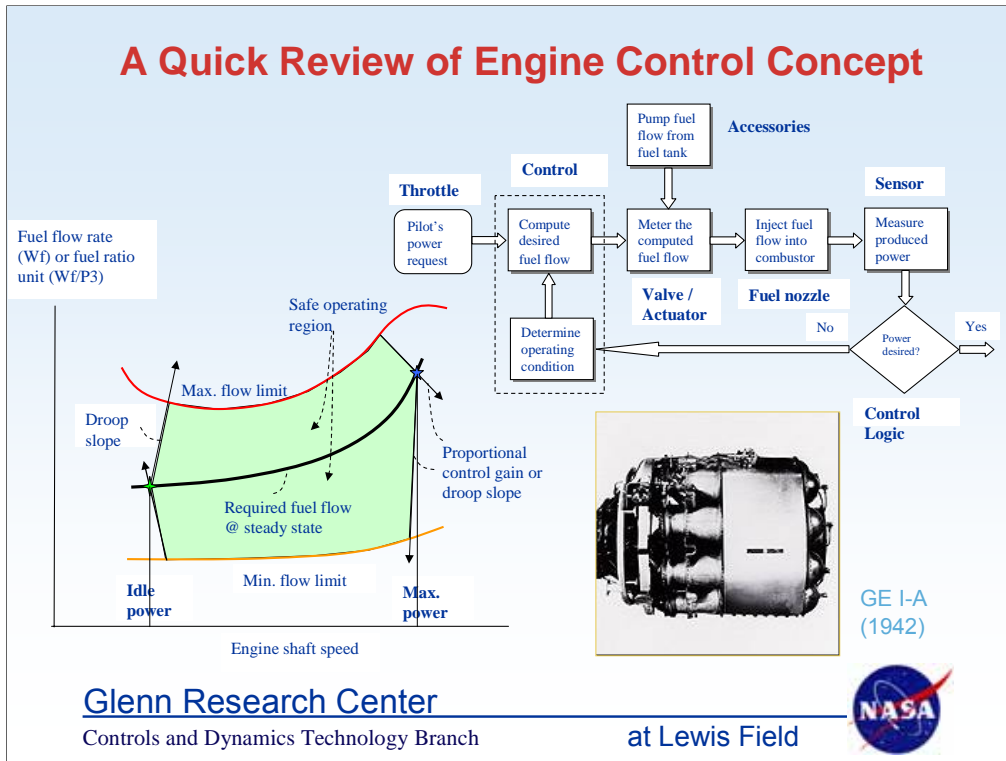 A Quick Review of Engine Control Concept
Pump fuel
flow from
fuel tank
Accessories
Control
Throttle
Sensor
Pilot's
power
request
Compute
desired
fuel flow
Meter the
computed
fuel flow
Inject fuel
flow into
combustor
Measure
produced
power
Valve /
Actuator
Fuel nozzle
No
Yes
Determine
operating
condition
Power
desired?
Control
Logic
Fuel flow rate
(Wf) or fuel ratio
unit (Wf/P3)
Safe operating
region
Max. flow limit
Droop
slope
Proportional
control gain or
droop slope
Required fuel flow
@ steady state
Min. flow limit
Idle
power
Max.
power
Engine shaft speed
GE I-A
(1942)
Glenn Research Center
Controls and Dynamics Technology Branch
at Lewis Field
NASA